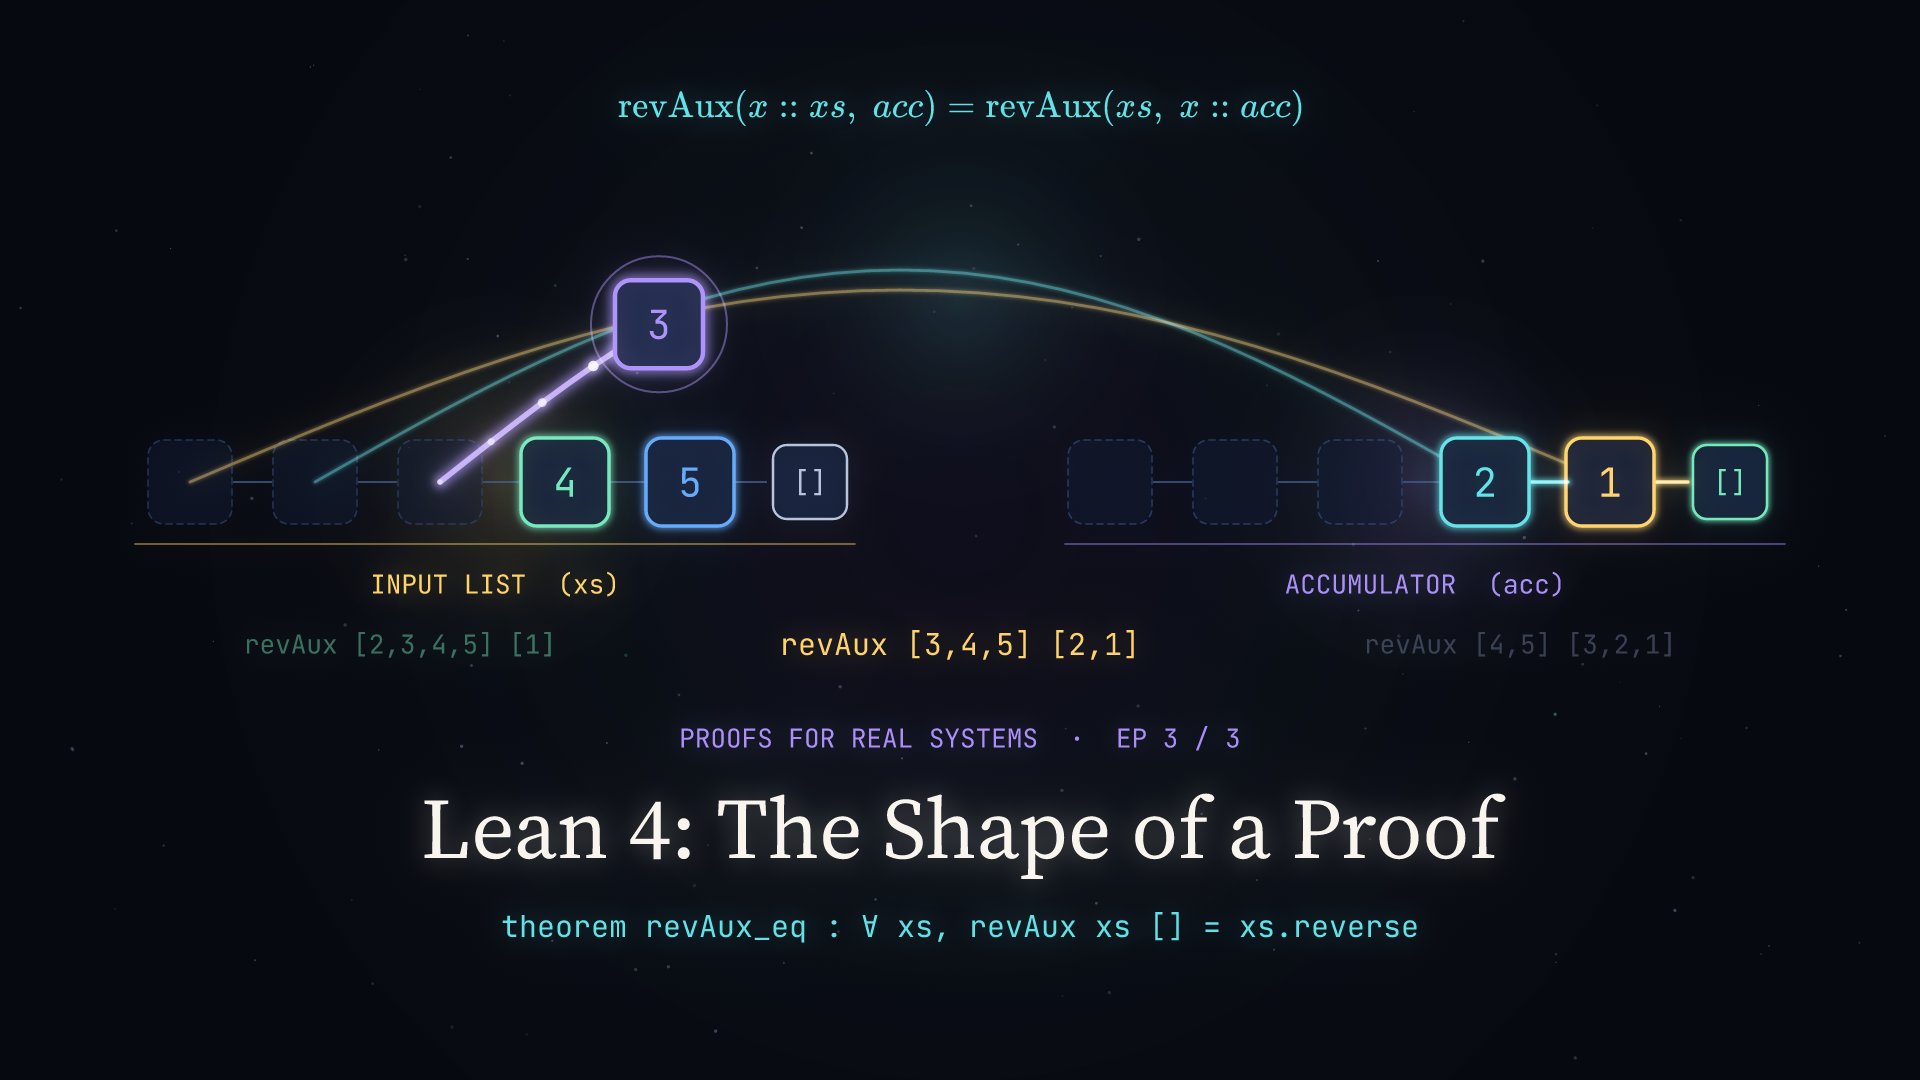 revAux(x :: xs, acc) = revAux(xs, x :: acc)
3
4 5 [] 2 1 []
INPUT LIST (xs) ACCUMULATOR (acc)
revAux [2,3,4,5] [1] revAux [3,4,5] [2,1] revAux [4,5] [3,2,1]
PROOFS FOR REAL SYSTEMS · EP 3 / 3
Lean 4: The Shape of a Proof
theorem revAux_eq : ∀ xs, revAux xs [] = xs.reverse